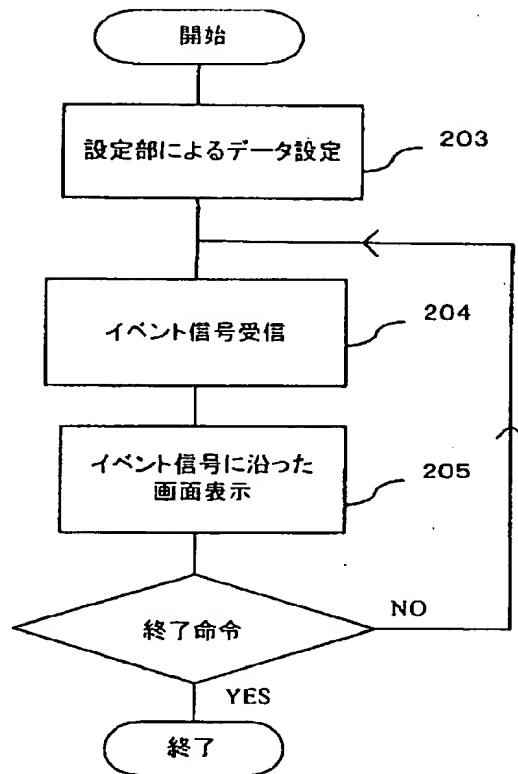 開始
設定部によるデータ設定
203
イベント信号受信
204
イベント信号に沿った
画面表示
205
終了命令
NO
YES
終了